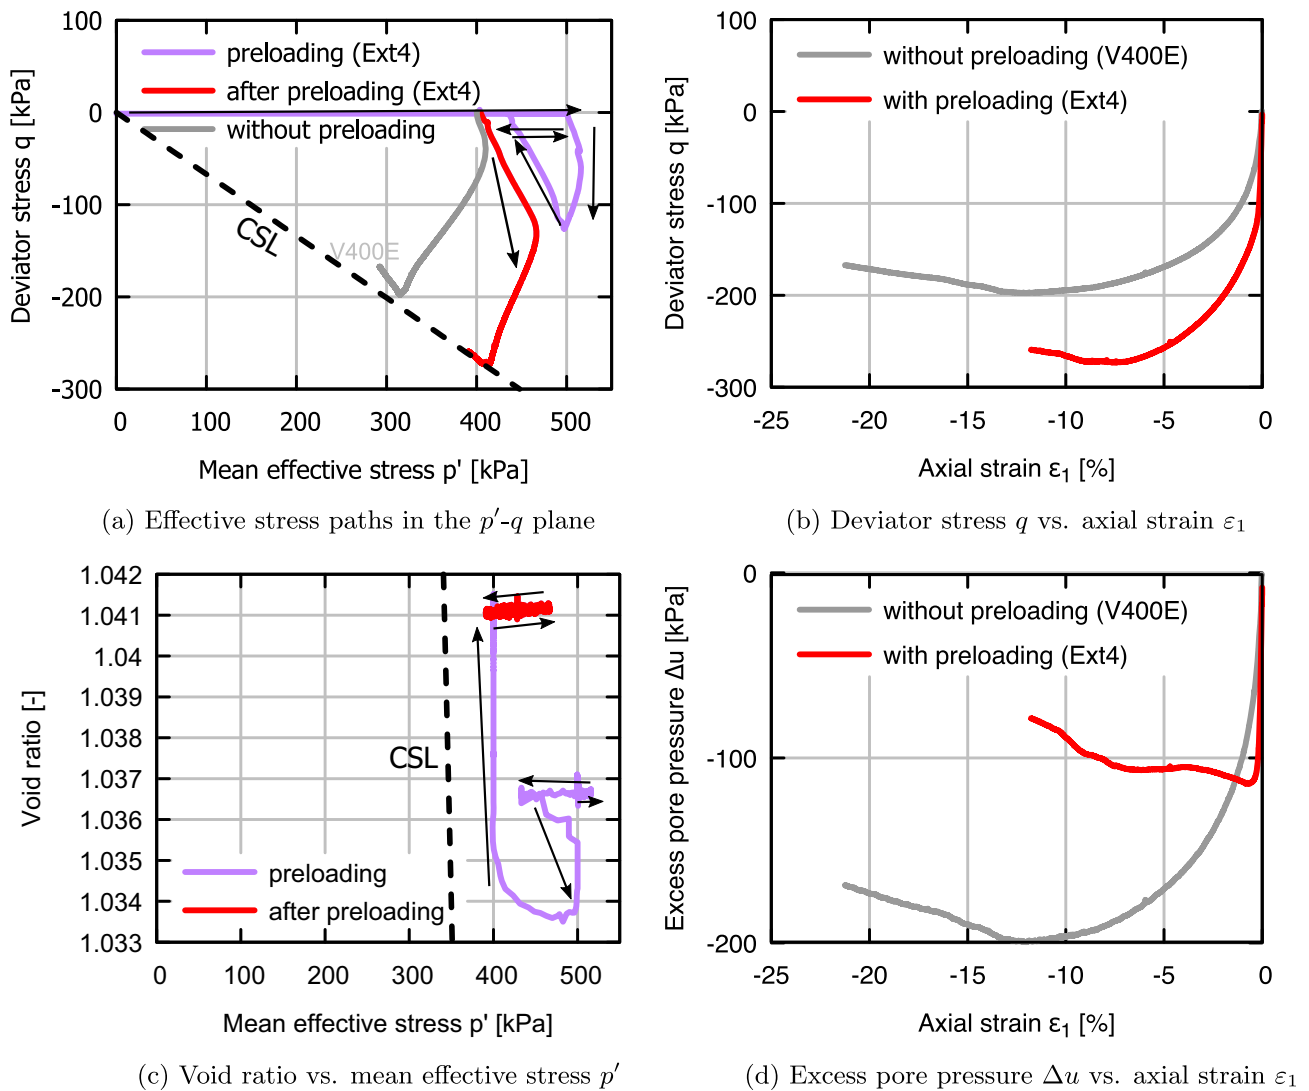 100
0
-100
-200
-300
Deviator stress q [kPa]
preloading (Ext4)
after preloading (Ext4)
without preloading
CSL
V400E
0 100 200 300 400 500
Mean effective stress p' [kPa]
(a) Effective stress paths in the p′-q plane
100
0
-100
-200
-300
Deviator stress q [kPa]
without preloading (V400E)
with preloading (Ext4)
-25 -20 -15 -10 -5 0
Axial strain ε1 [%]
(b) Deviator stress q vs. axial strain ε1
1.042
1.041
1.04
1.039
1.038
1.037
1.036
1.035
1.034
1.033
Void ratio [-]
CSL
preloading
after preloading
0 100 200 300 400 500
Mean effective stress p' [kPa]
(c) Void ratio vs. mean effective stress p′
0
-100
-200
Excess pore pressure Δu [kPa]
without preloading (V400E)
with preloading (Ext4)
-25 -20 -15 -10 -5 0
Axial strain ε1 [%]
(d) Excess pore pressure Δu vs. axial strain ε1